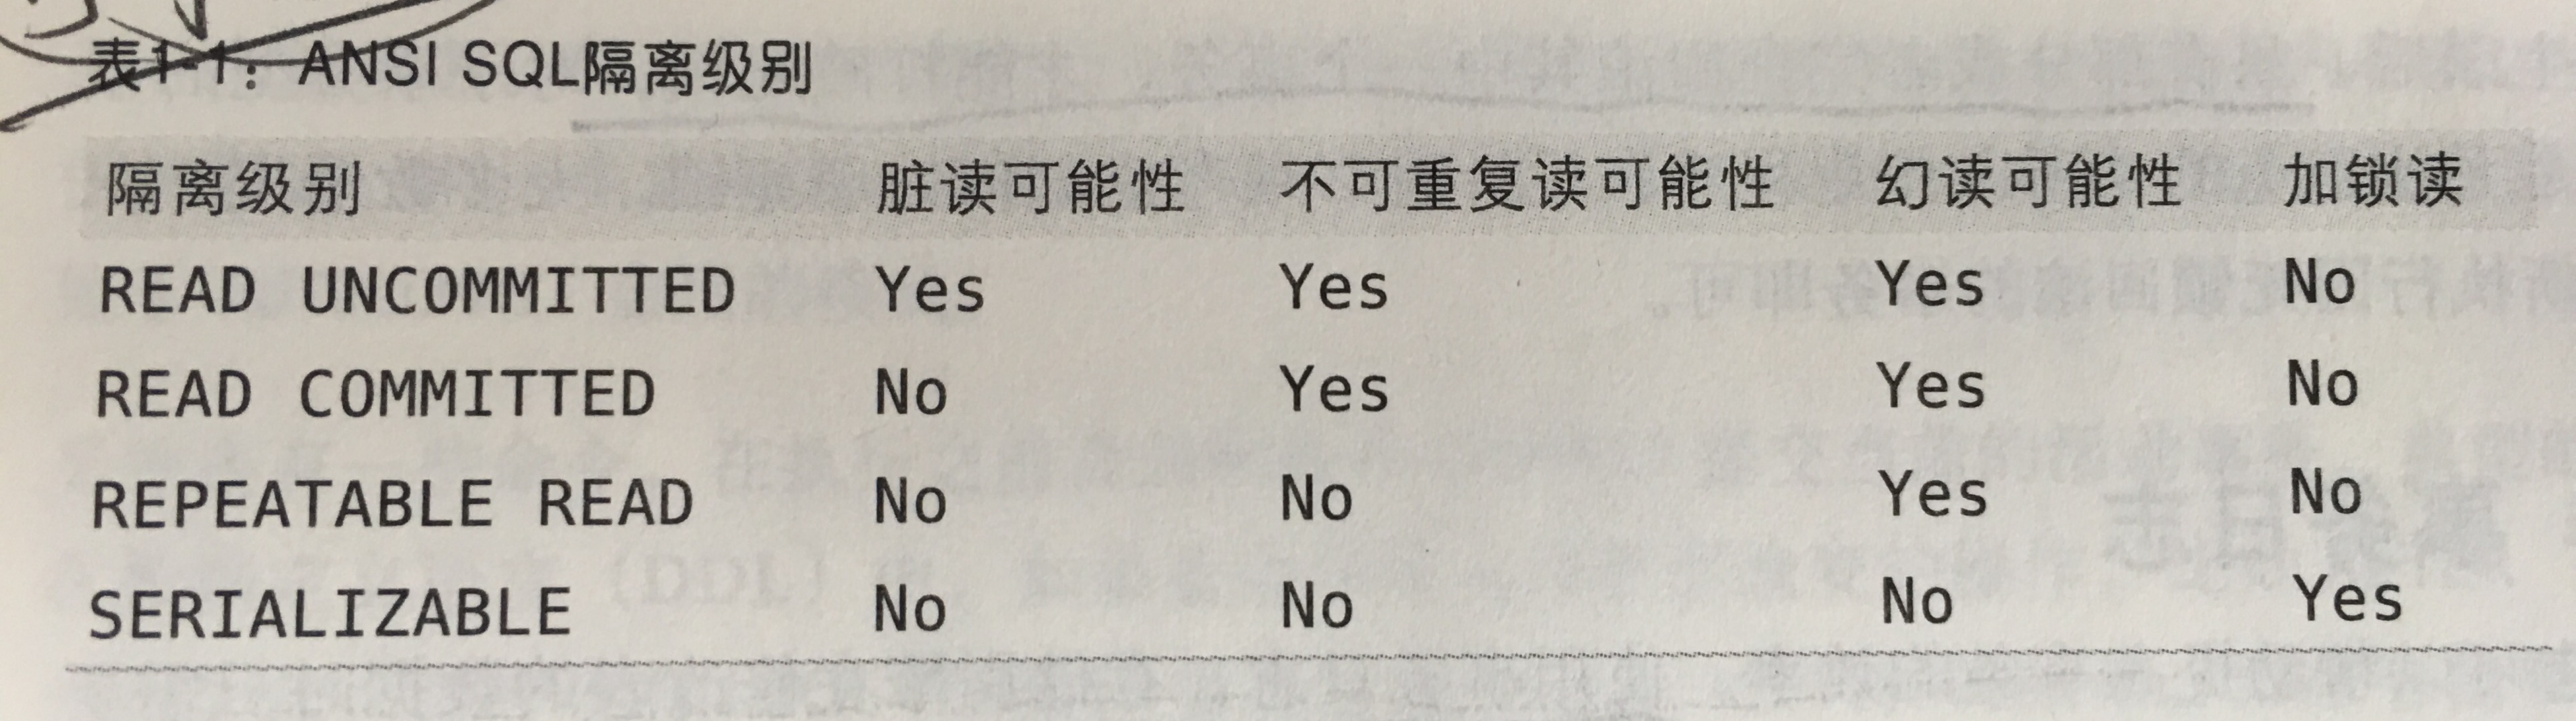 表1-1：ANSI SQL隔离级别
隔离级别 脏读可能性 不可重复读可能性 幻读可能性 加锁读
READ UNCOMMITTED Yes Yes Yes No
READ COMMITTED No Yes Yes No
REPEATABLE READ No No Yes No
SERIALIZABLE No No No Yes